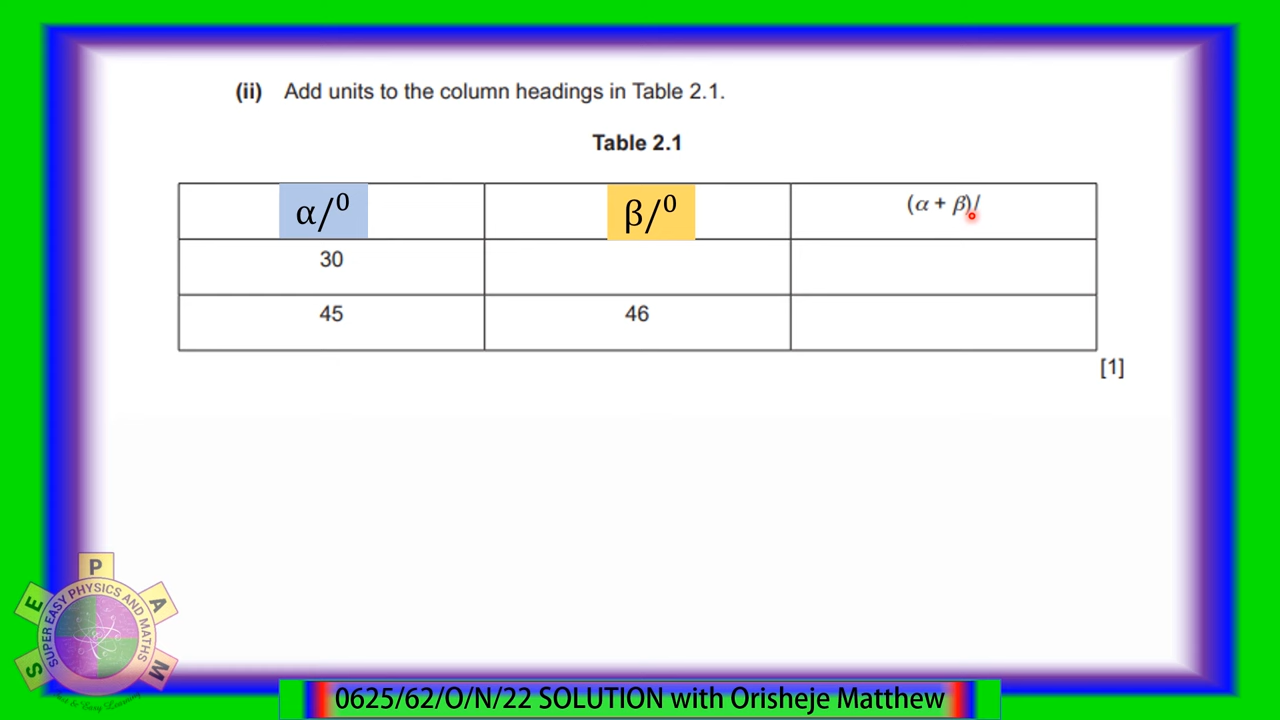 (ii) Add units to the column headings in Table 2.1.
Table 2.1
α/⁰ β/⁰ (α + β)/
30
45 46
[1]
S E P A M
SUPER EASY PHYSICS AND MATHS
0625/62/O/N/22 SOLUTION with Orisheje Matthew